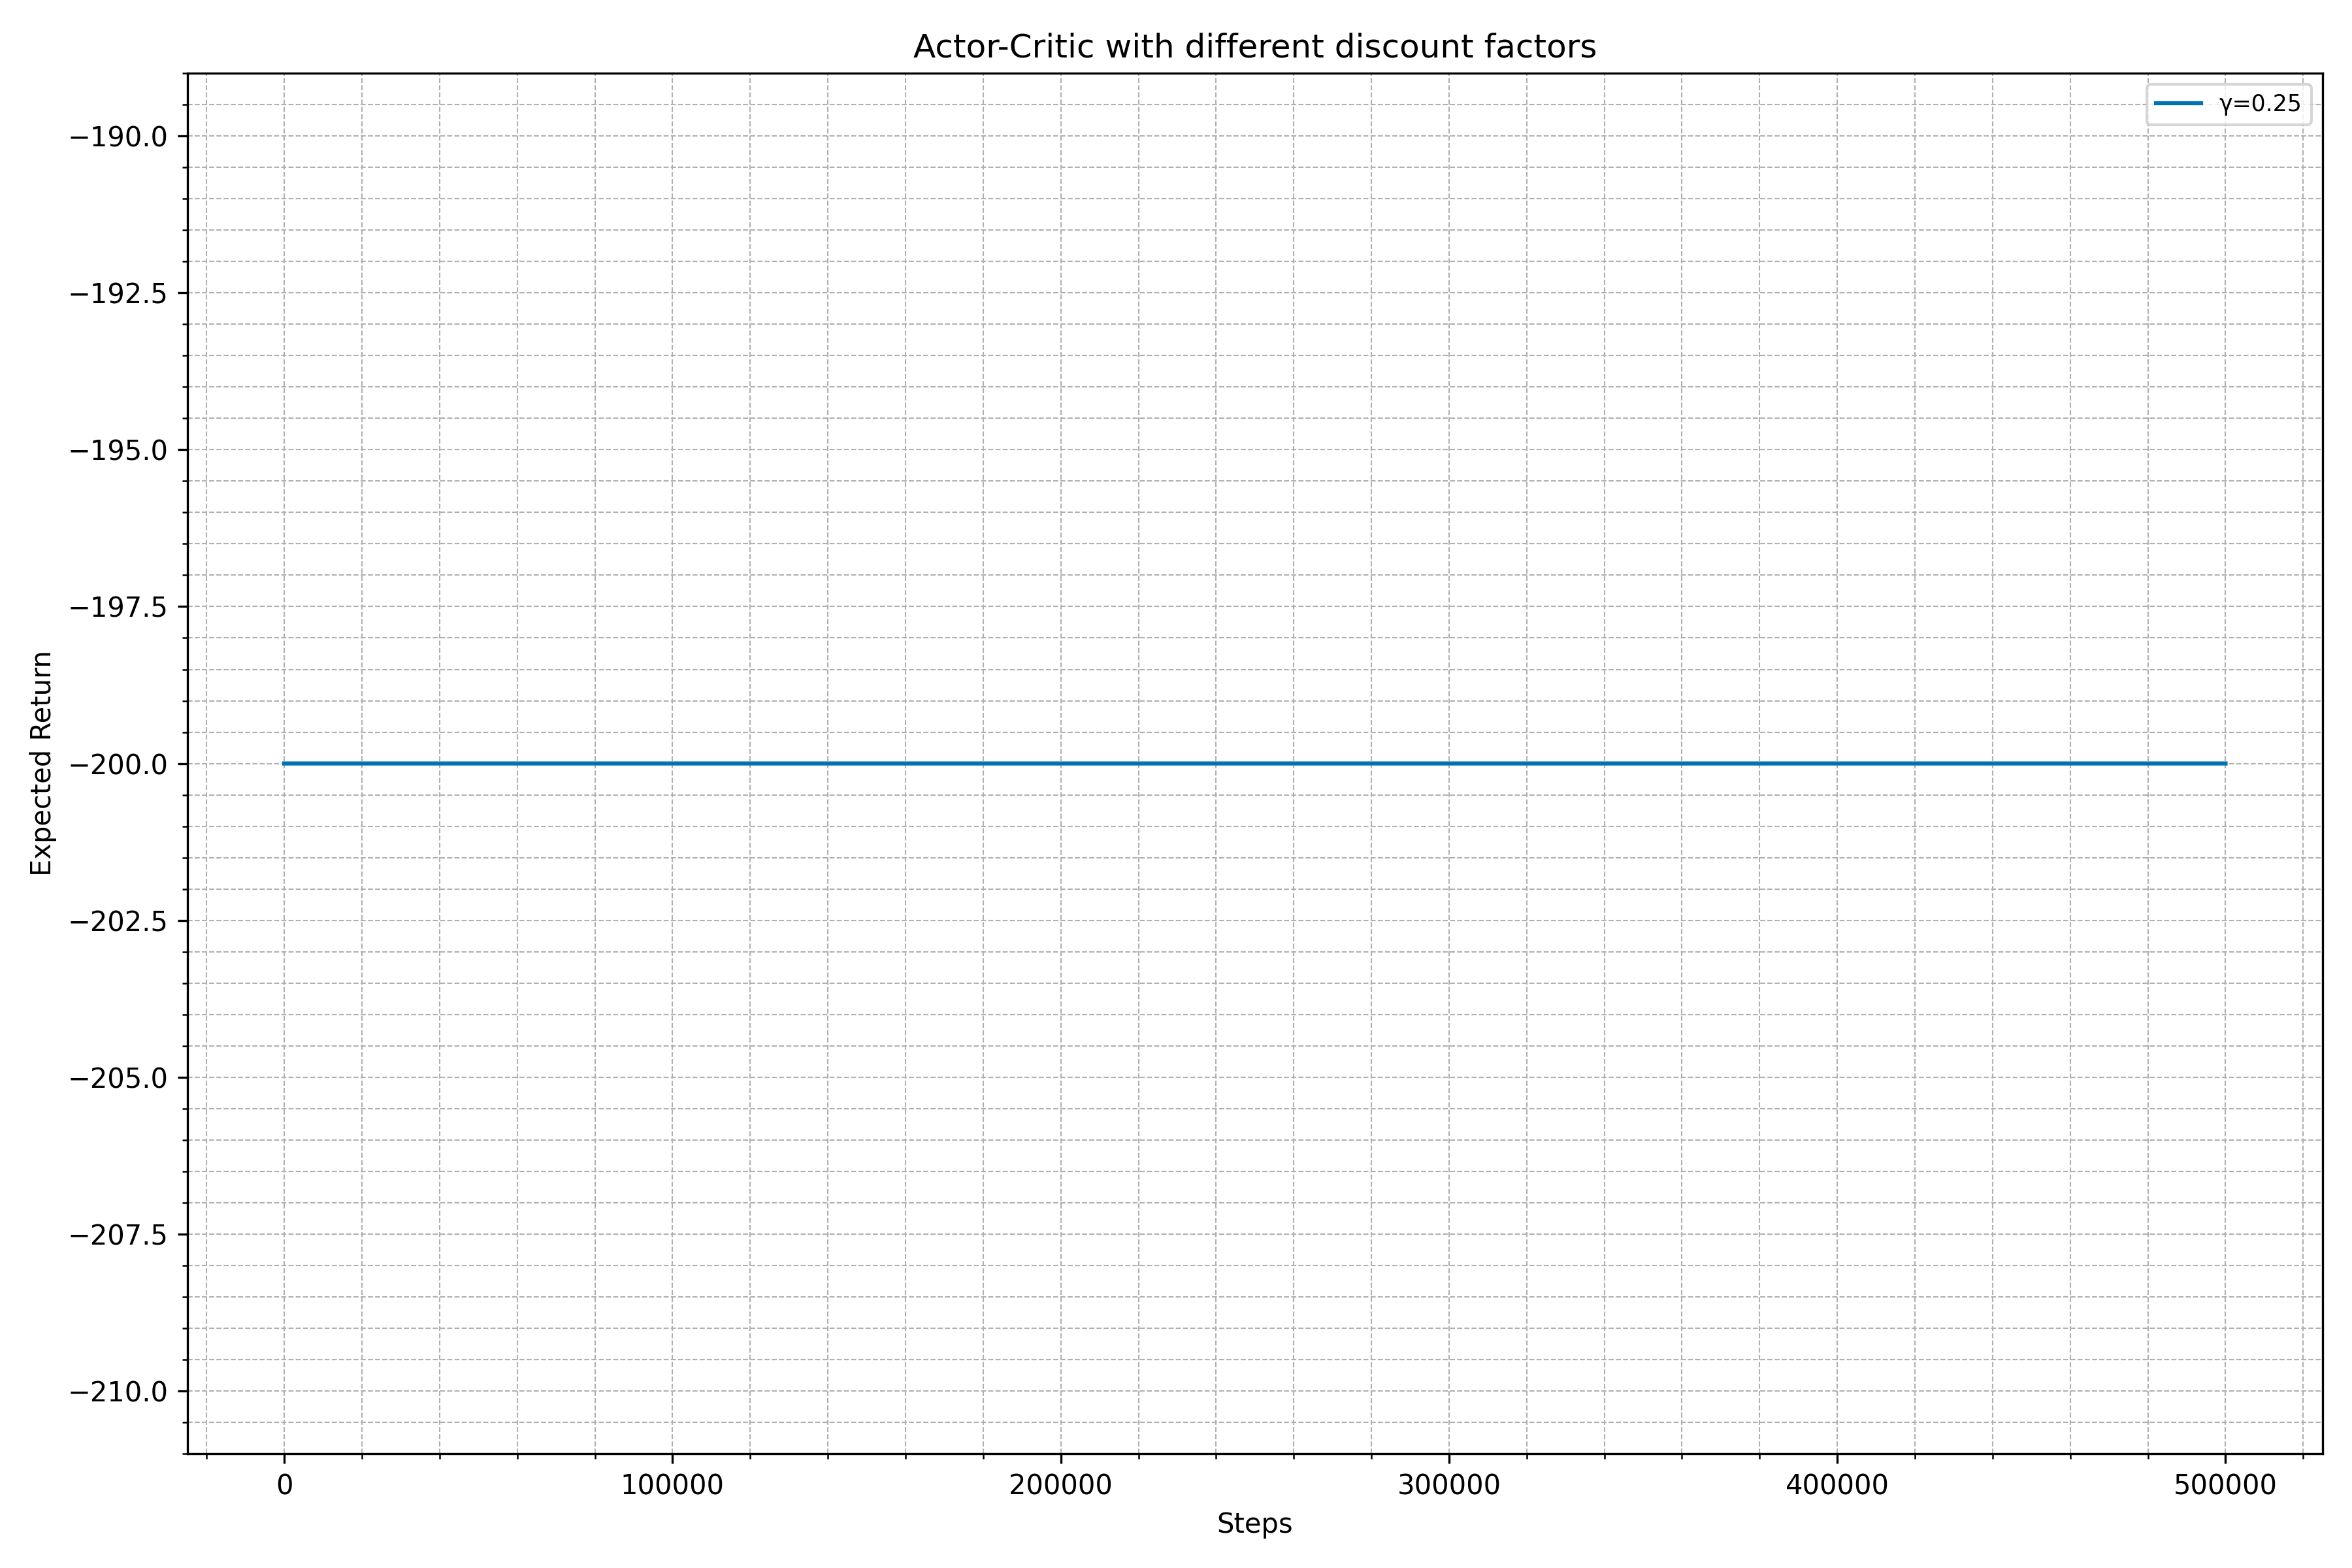 Actor-Critic with different discount factors
γ=0.25
Expected Return
−190.0
−192.5
−195.0
−197.5
−200.0
−202.5
−205.0
−207.5
−210.0
0 100000 200000 300000 400000 500000
Steps